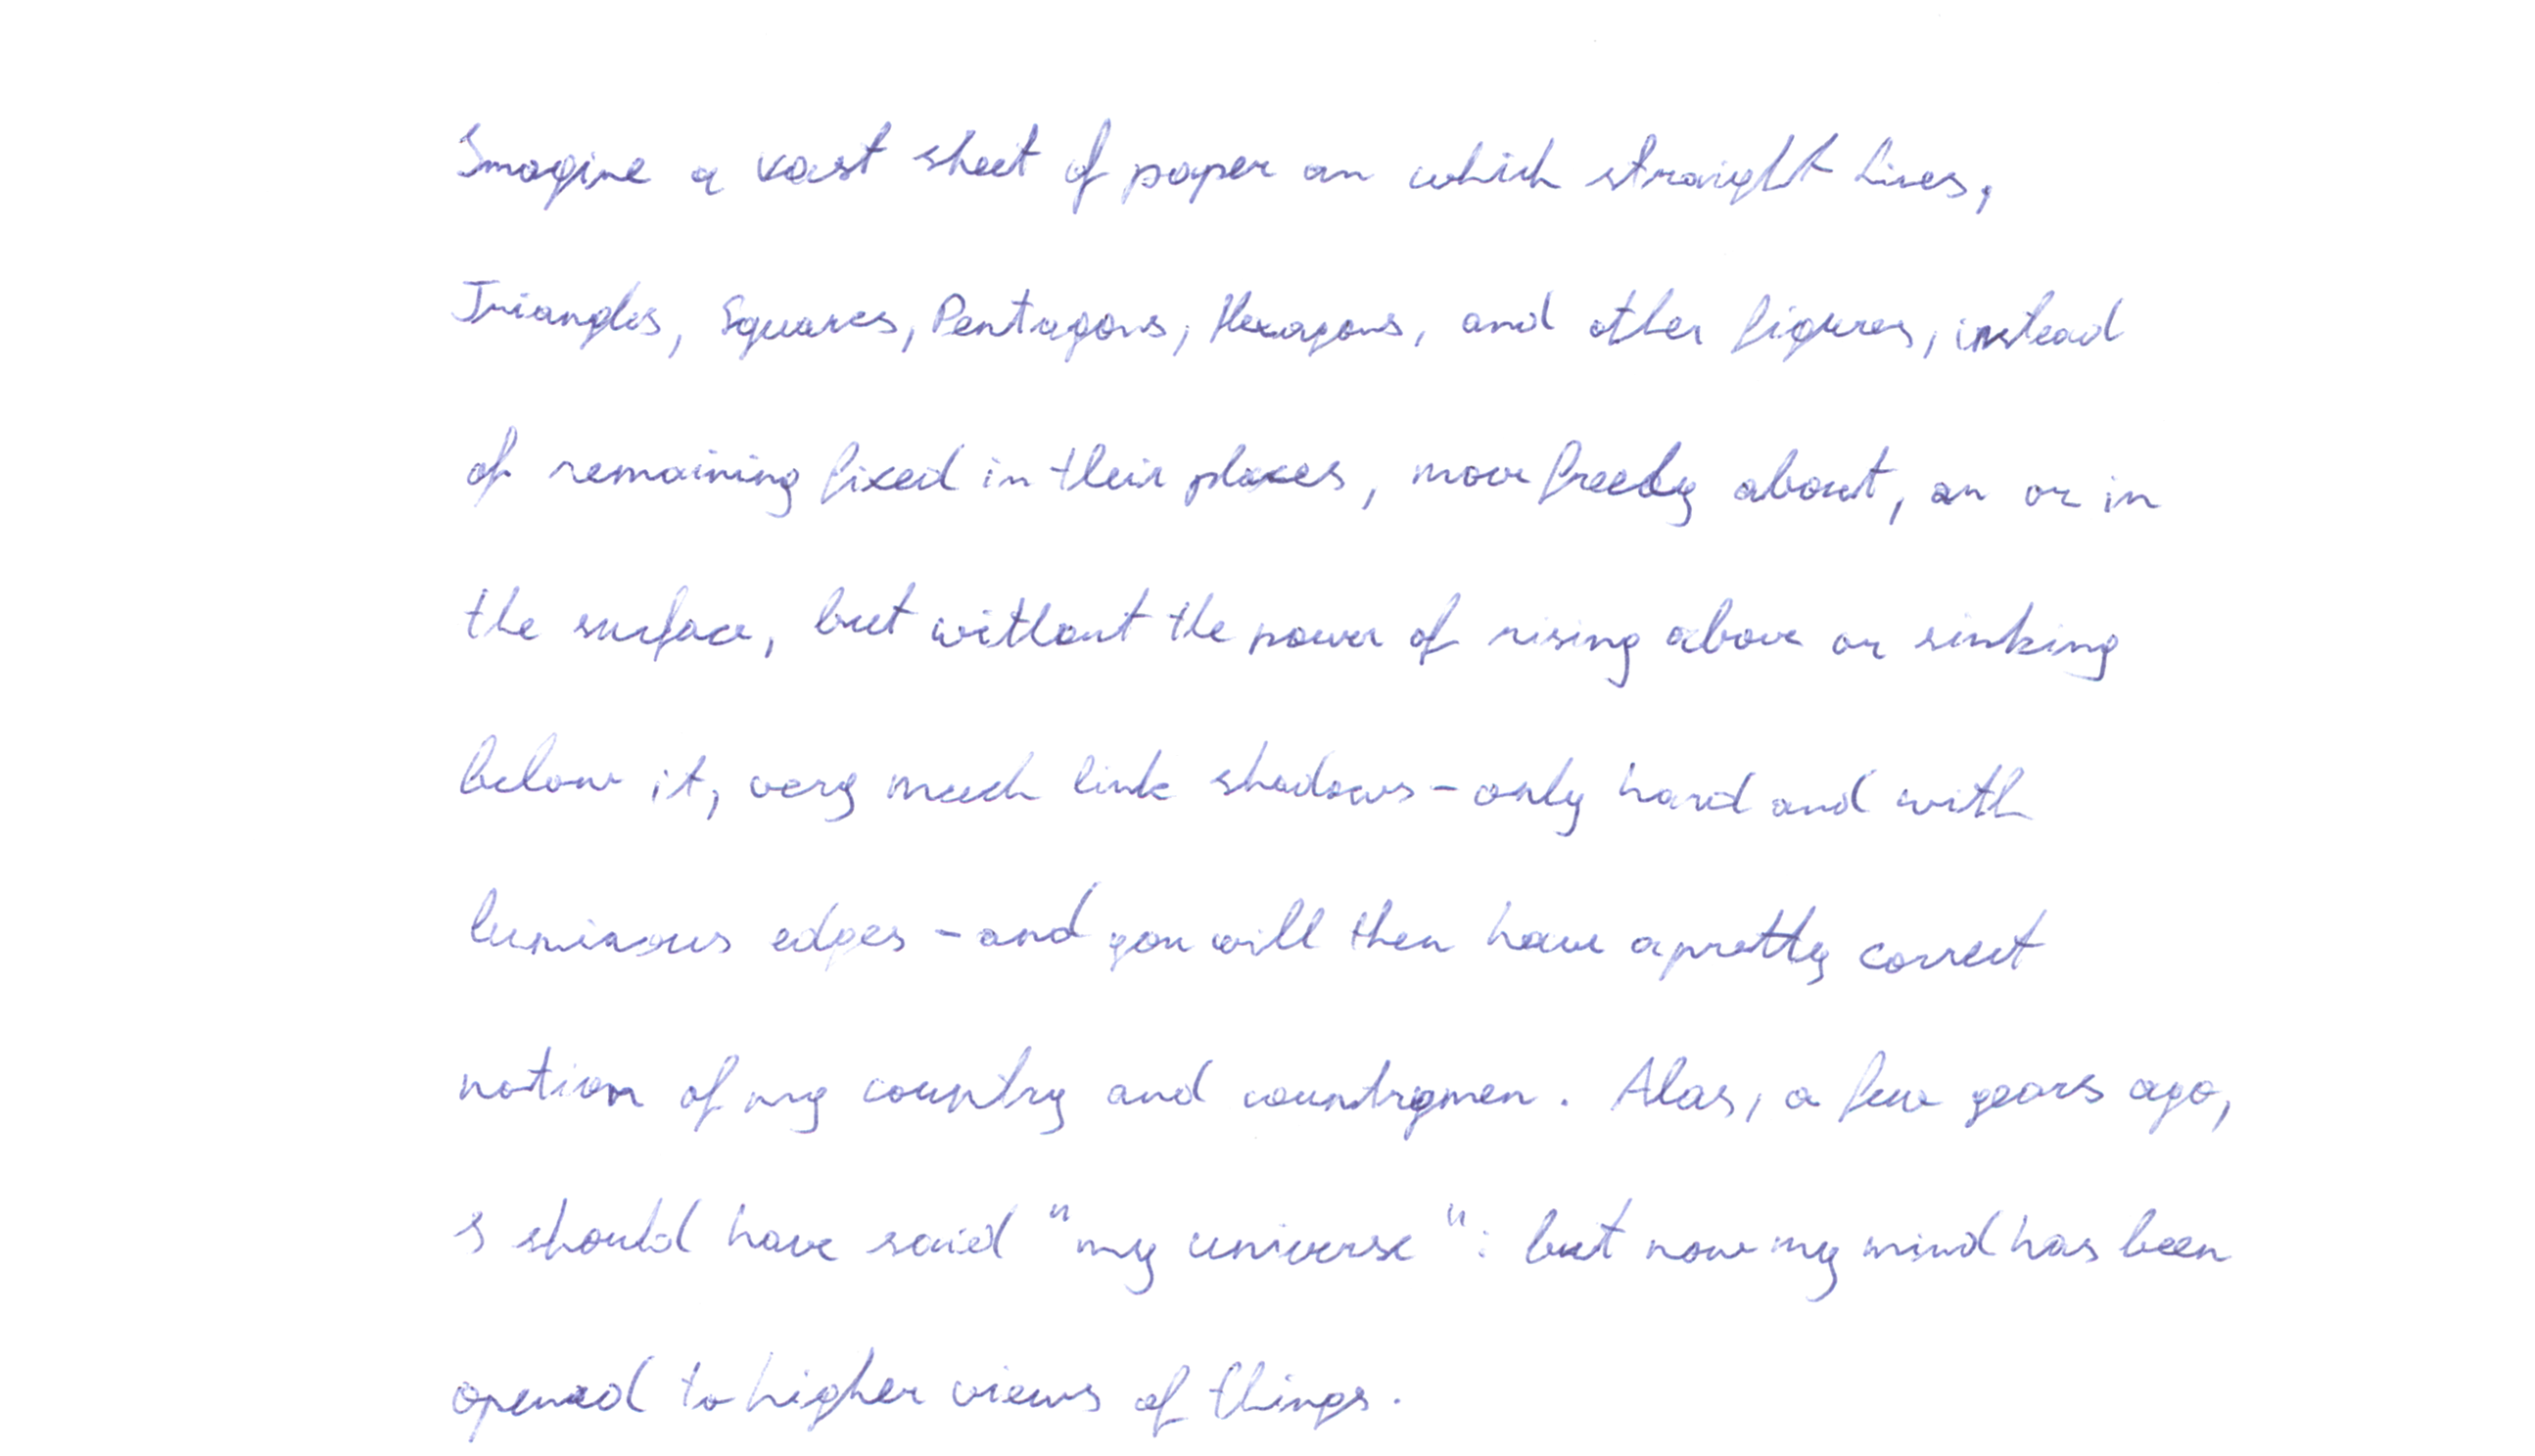 Imagine a vast sheet of paper on which straight Lines,
Triangles, Squares, Pentagons, Hexagons, and other figures, instead
of remaining fixed in their places, move freely about, on or in
the surface, but without the power of rising above or sinking
below it, very much link shadows - only hard and with
luminous edges - and you will then have a pretty correct
notion of my country and countrymen. Alas, a few years ago,
I should have said "my universe": but now my mind has been
opened to higher views of things.